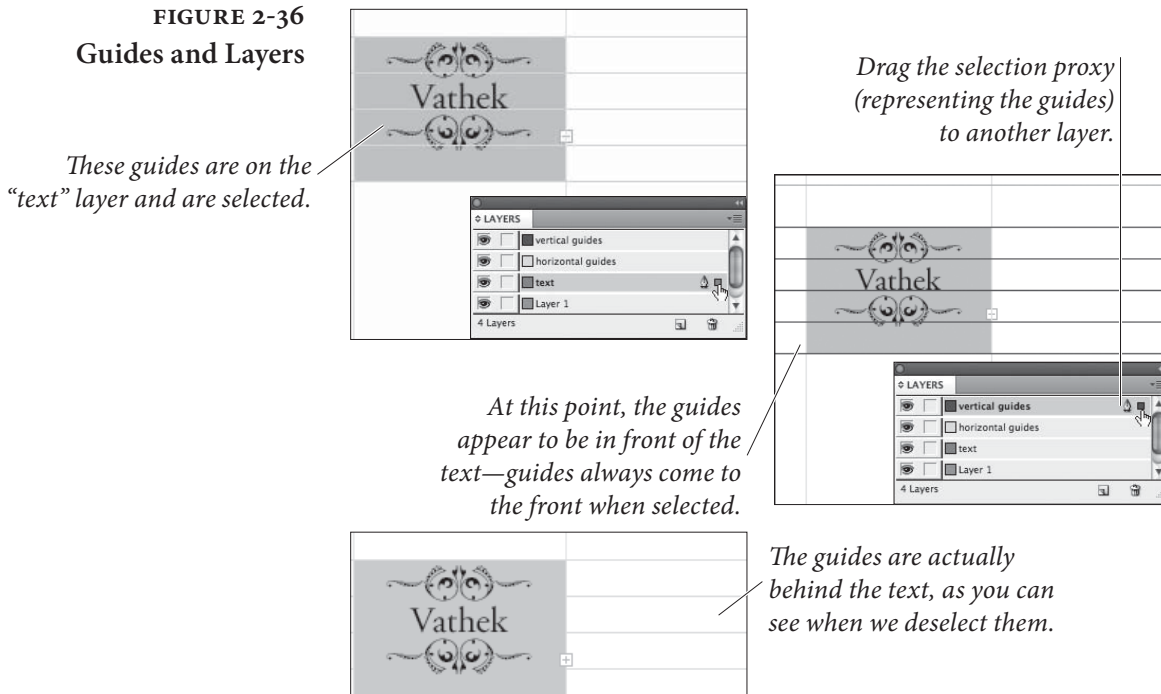 FIGURE 2-36
Guides and Layers
Vathek
These guides are on the
“text” layer and are selected.
LAYERS
vertical guides
horizontal guides
text
Layer 1
4 Layers
Drag the selection proxy
(representing the guides)
to another layer.
Vathek
LAYERS
vertical guides
horizontal guides
text
Layer 1
4 Layers
At this point, the guides
appear to be in front of the
text—guides always come to
the front when selected.
Vathek
The guides are actually
behind the text, as you can
see when we deselect them.